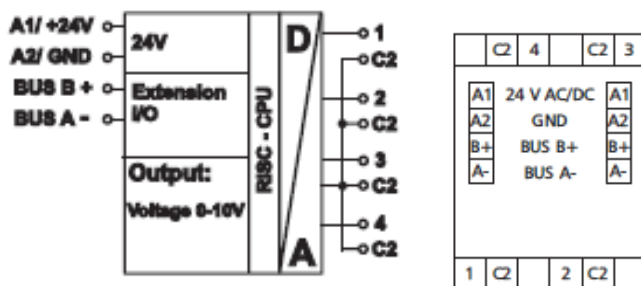 A1/ +24V
A2/ GND
BUS B +
BUS A -
24V
Extension
I/O
Output:
Voltage 0-10V
RISC - CPU
D
A
1
C2
2
C2
3
C2
4
C2
C2 4 C2 3
A1 24 V AC/DC A1
A2 GND A2
B+ BUS B+ B+
A- BUS A- A-
1 C2 2 C2